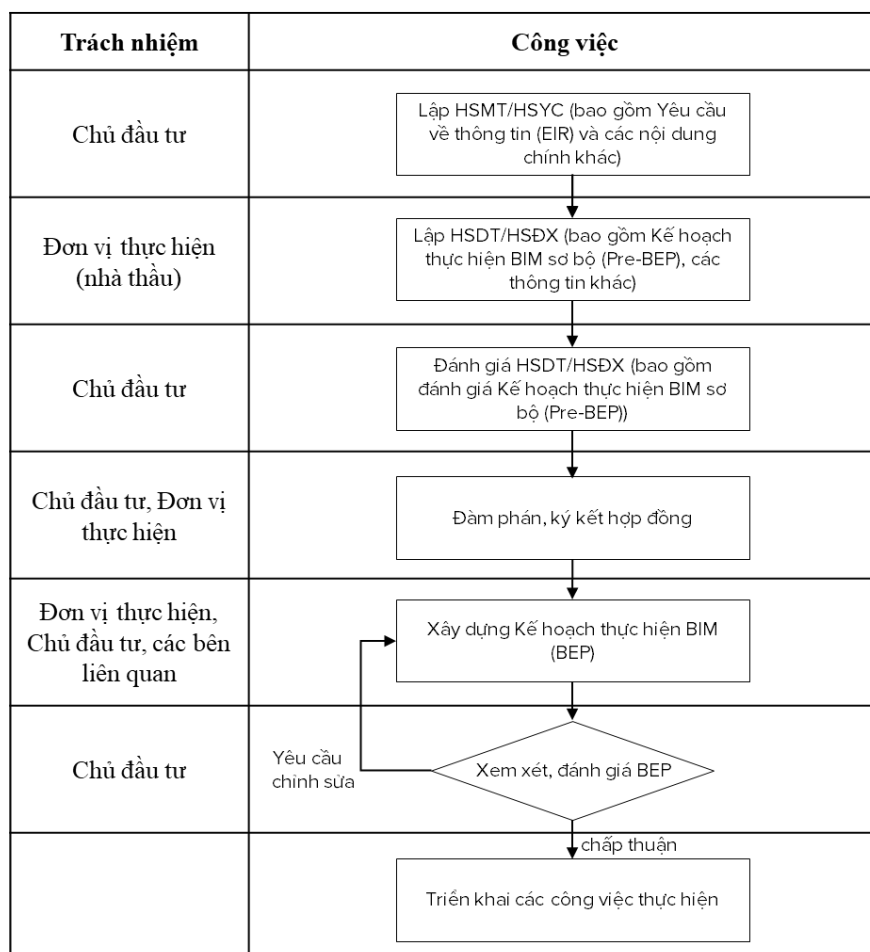 Trách nhiệm
Công việc
Chủ đầu tư
Lập HSMT/HSYC (bao gồm Yêu cầu
về thông tin (EIR) và các nội dung
chính khác)
Đơn vị thực hiện
(nhà thầu)
Lập HSDT/HSĐX (bao gồm Kế hoạch
thực hiện BIM sơ bộ (Pre-BEP), các
thông tin khác)
Chủ đầu tư
Đánh giá HSDT/HSĐX (bao gồm
đánh giá Kế hoạch thực hiện BIM sơ
bộ (Pre-BEP))
Chủ đầu tư, Đơn vị
thực hiện
Đàm phán, ký kết hợp đồng
Đơn vị thực hiện,
Chủ đầu tư, các bên
liên quan
Xây dựng Kế hoạch thực hiện BIM
(BEP)
Chủ đầu tư
Yêu cầu
chỉnh sửa
Xem xét, đánh giá BEP
chấp thuận
Triển khai các công việc thực hiện